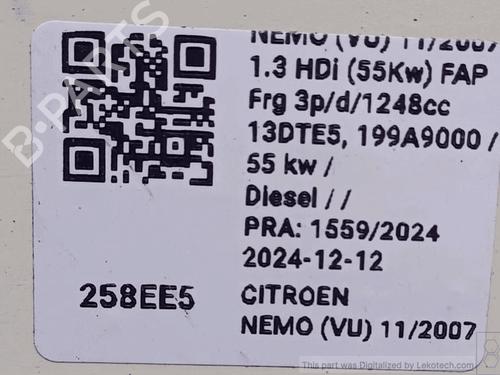 NEMO (VU) 11/2007
1.3 HDi (55Kw) FAP
Frg 3p/d/1248cc
13DTE5, 199A9000 /
55 kw /
Diesel / /
PRA: 1559/2024
2024-12-12
258EE5
CITROEN
NEMO (VU) 11/2007
B-PARTS
This part was Digitalized by Lekotech.com